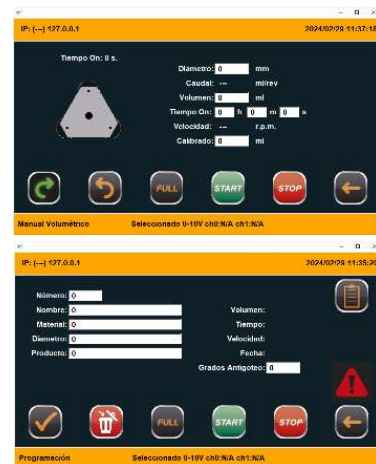 IP: (---) 127.0.0.1 2024/02/29 11:37:18
Tiempo On: 0 s.
Diametro: 0 mm
Caudal: --- ml/rev
Volumen: 0 ml
Tiempo On: 0 h 0 m 0 s
Velocidad: --- r.p.m.
Calibrado: 0 ml
FULL START STOP
Manual Volumétrico Seleccionado 0-10V ch0:N/A ch1:N/A
IP: (---) 127.0.0.1 2024/02/29 11:35:20
Número: 0
Nombre: 0 Volumen:
Material: 0 Tiempo:
Diametro: 0 Velocidad:
Producto: 0 Fecha:
Grados Antigoteo: 0
FULL START STOP
Programación Seleccionado 0-10V ch0:N/A ch1:N/A